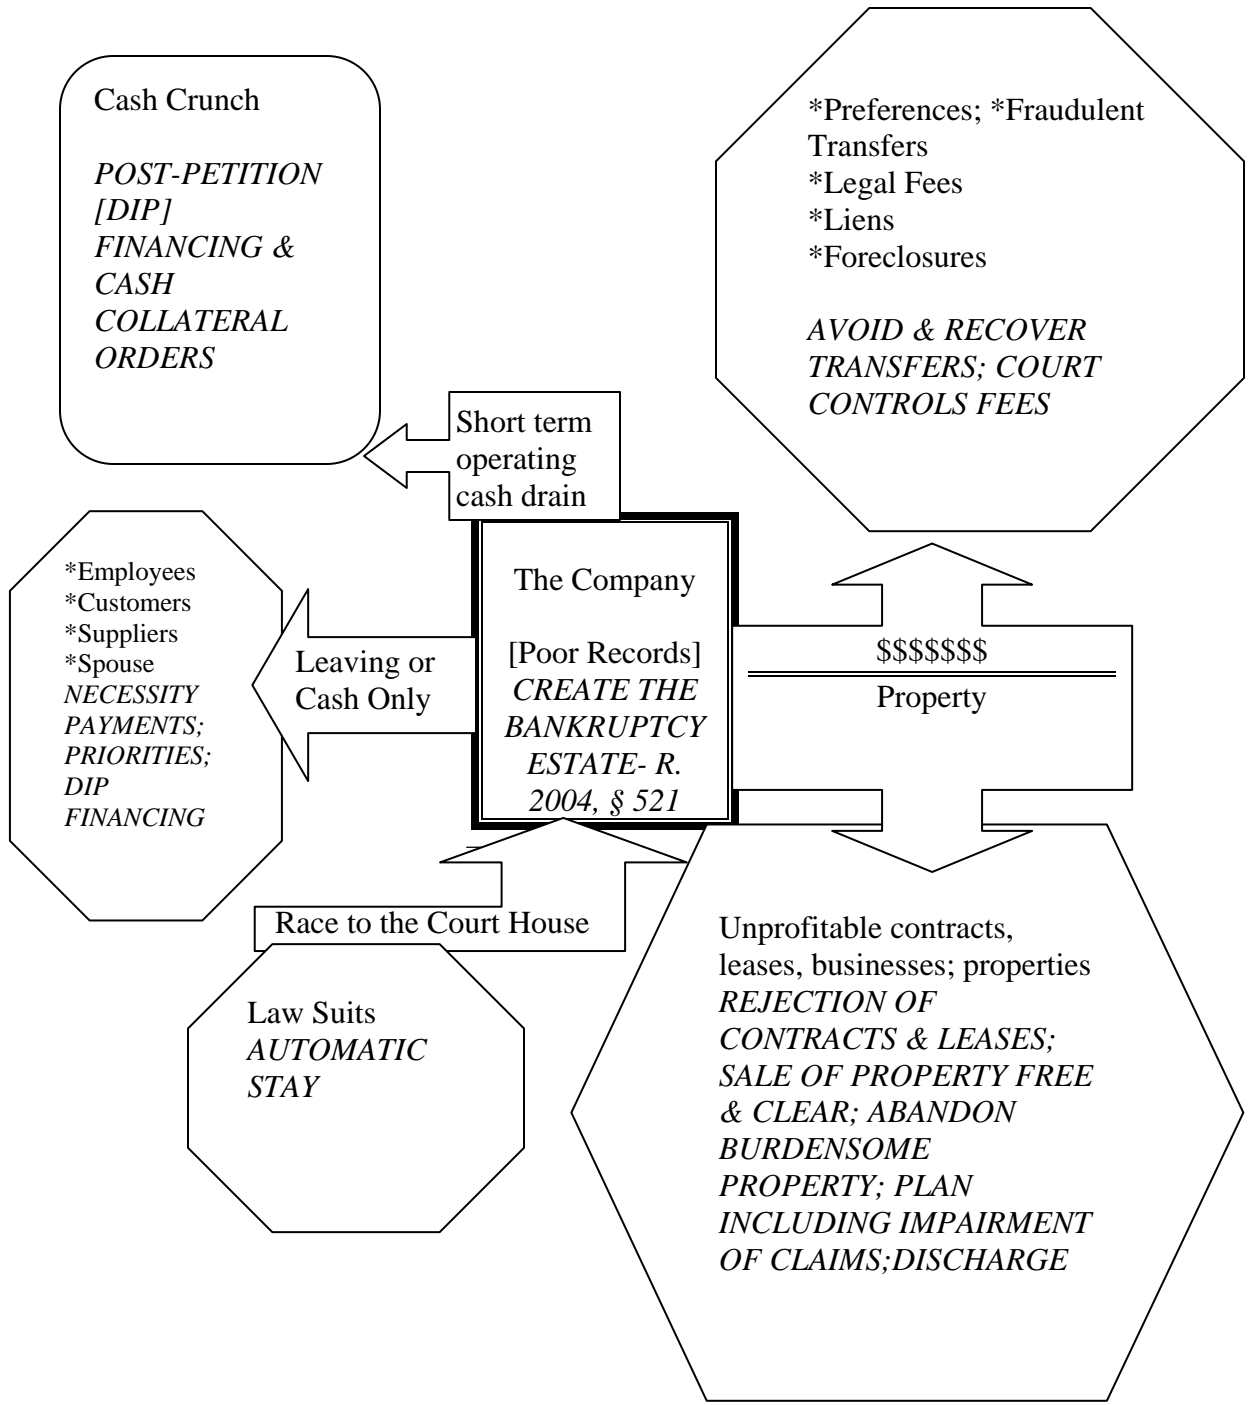 Cash Crunch
POST-PETITION
[DIP]
FINANCING &
CASH
COLLATERAL
ORDERS
*Preferences; *Fraudulent
Transfers
*Legal Fees
*Liens
*Foreclosures
AVOID & RECOVER
TRANSFERS; COURT
CONTROLS FEES
Short term
operating
cash drain
*Employees
*Customers
*Suppliers
*Spouse
NECESSITY
PAYMENTS;
PRIORITIES;
DIP
FINANCING
Leaving or
Cash Only
The Company
[Poor Records]
CREATE THE
BANKRUPTCY
ESTATE- R.
2004, § 521
$$$$$$$
Property
Race to the Court House
Law Suits
AUTOMATIC
STAY
Unprofitable contracts,
leases, businesses; properties
REJECTION OF
CONTRACTS & LEASES;
SALE OF PROPERTY FREE
& CLEAR; ABANDON
BURDENSOME
PROPERTY; PLAN
INCLUDING IMPAIRMENT
OF CLAIMS;DISCHARGE